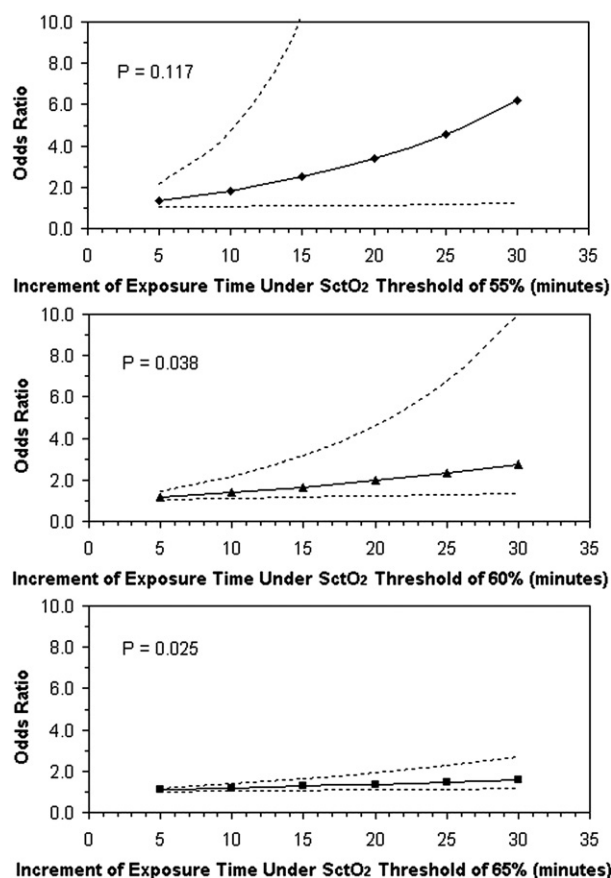 10.0
8.0
6.0
4.0
2.0
0.0
Odds Ratio
P = 0.117
0 5 10 15 20 25 30 35
Increment of Exposure Time Under SctO2 Threshold of 55% (minutes)
10.0
8.0
6.0
4.0
2.0
0.0
Odds Ratio
P = 0.038
0 5 10 15 20 25 30 35
Increment of Exposure Time Under SctO2 Threshold of 60% (minutes)
10.0
8.0
6.0
4.0
2.0
0.0
Odds Ratio
P = 0.025
0 5 10 15 20 25 30 35
Increment of Exposure Time Under SctO2 Threshold of 65% (minutes)